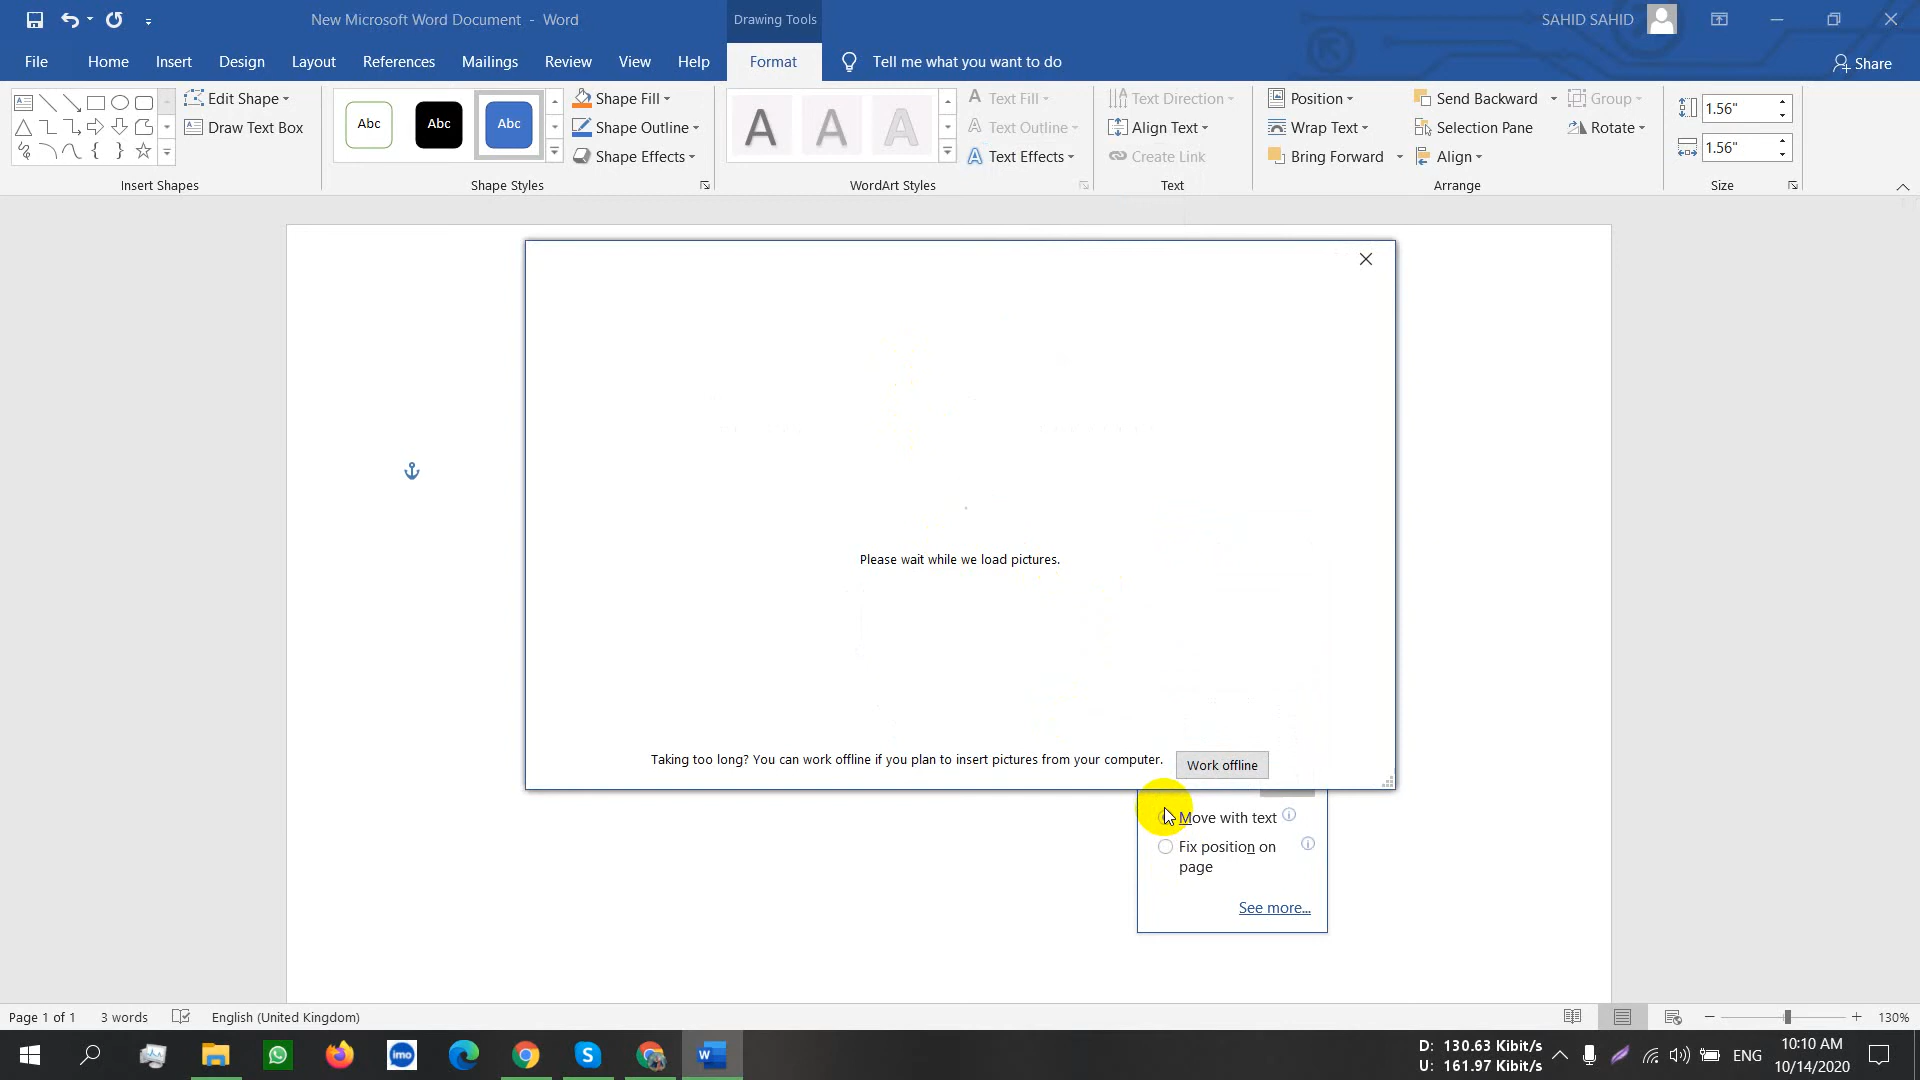 New Microsoft Word Document - Word
Drawing Tools
SAHID SAHID
File Home Insert Design Layout References Mailings Review View Help Format Tell me what you want to do Share
Edit Shape
Draw Text Box
Insert Shapes
Abc Abc Abc
Shape Fill
Shape Outline
Shape Effects
Shape Styles
A A A
A Text Fill
A Text Outline
A Text Effects
WordArt Styles
Text Direction
Align Text
Create Link
Text
Position
Wrap Text
Bring Forward
Send Backward
Selection Pane
Align
Group
Rotate
Arrange
1.56"
1.56"
Size
Please wait while we load pictures.
Taking too long? You can work offline if you plan to insert pictures from your computer. Work offline
Move with text
Fix position on
page
See more...
Page 1 of 1 3 words English (United Kingdom) 130%
imo
D: 130.63 Kibit/s
U: 161.97 Kibit/s
ENG
10:10 AM
10/14/2020